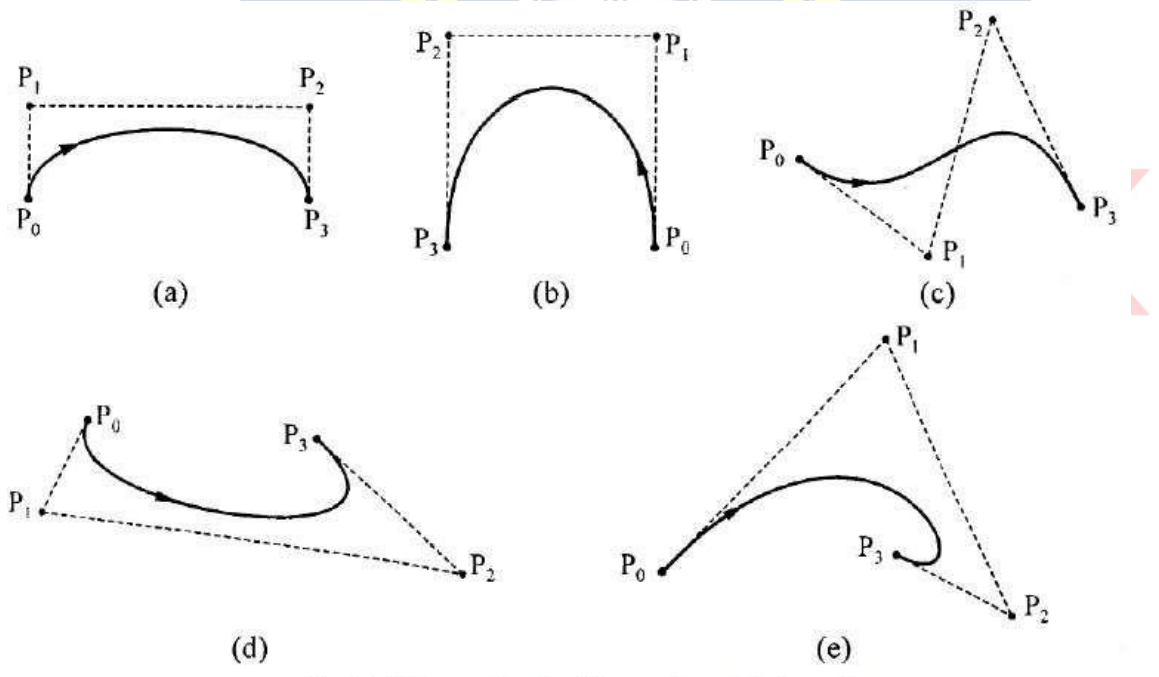 P₁ P₂
P₀ P₃
(a)
P₂ P₁
P₃ P₀
(b)
P₂
P₀ P₃
P₁
(c)
P₀ P₃
P₁ P₂
(d)
P₁
P₀ P₃
P₂
(e)